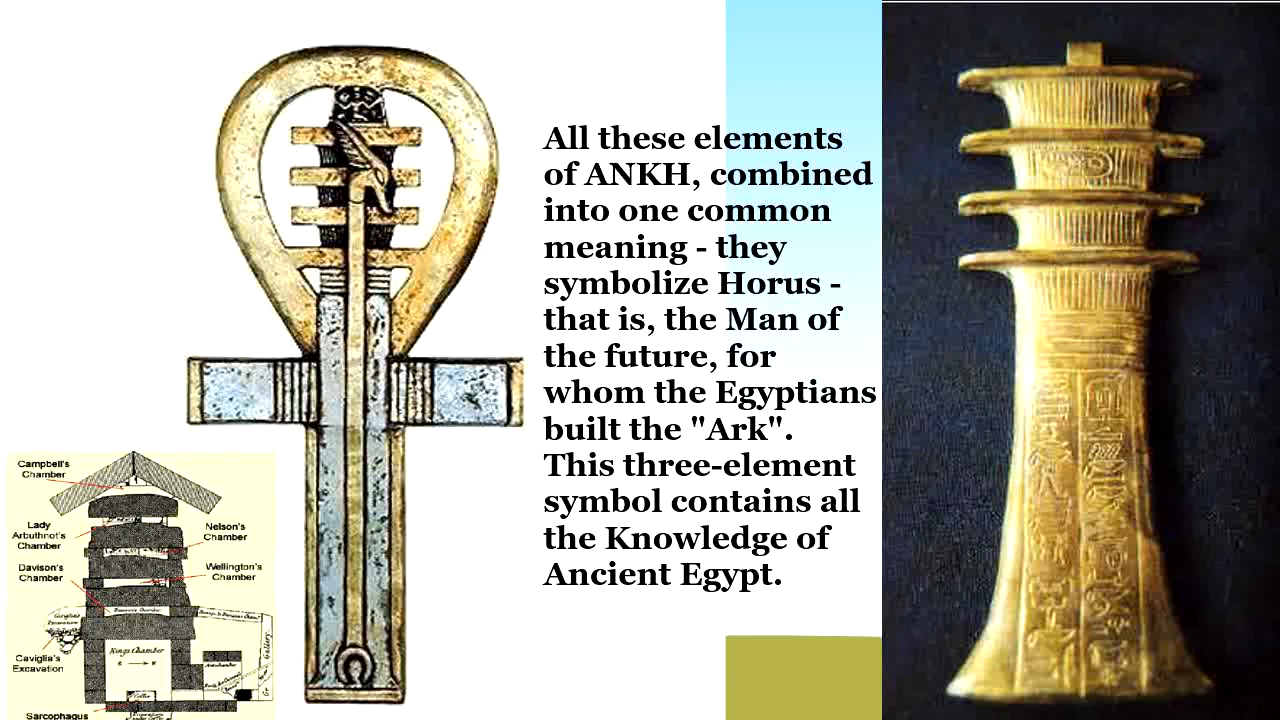 All these elements
of ANKH, combined
into one common
meaning - they
symbolize Horus -
that is, the Man of
the future, for
whom the Egyptians
built the "Ark".
This three-element
symbol contains all
the Knowledge of
Ancient Egypt.
Campbell's
Chamber
Lady
Arbuthnot's
Chamber
Nelson's
Chamber
Davison's
Chamber
Wellington's
Chamber
Caviglia's
Excavation
Kings Chamber
Sarcophagus